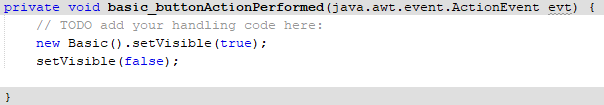 private void basic_buttonActionPerformed(java.awt.event.ActionEvent evt) {
// TODO add your handling code here:
new Basic().setVisible(true);
setVisible(false);
}